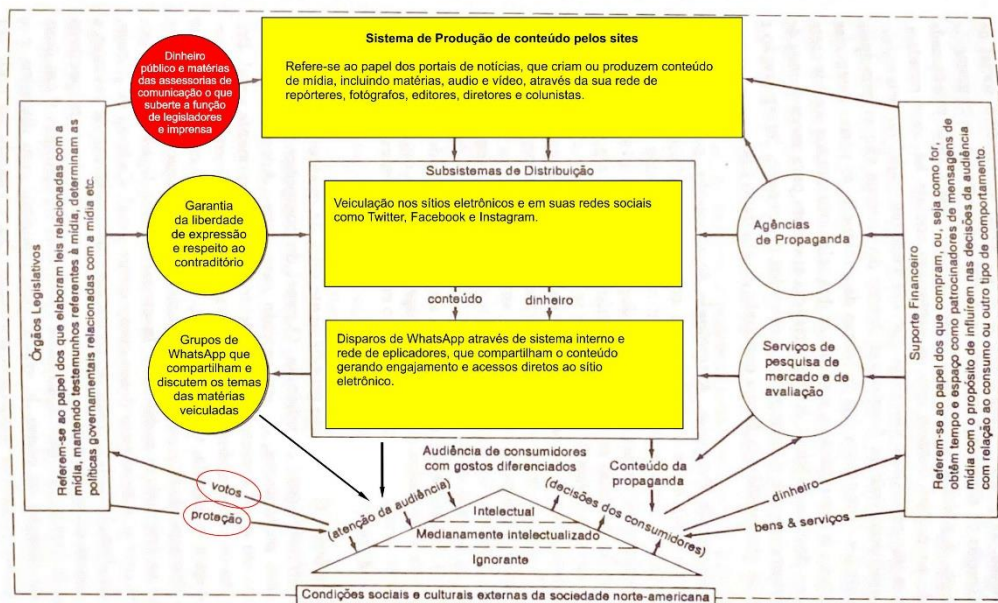 Sistema de Produção de conteúdo pelos sites
Refere-se ao papel dos portais de notícias, que criam ou produzem conteúdo
de mídia, incluindo matérias, audio e vídeo, através da sua rede de
repórteres, fotógrafos, editores, diretores e colunistas.
Dinheiro
público e matérias
das assessorias de
comunicação o que
suberte a função
de legisladores
e imprensa
Órgãos Legislativos
Referem-se ao papel dos que elaboram leis relacionadas com a
mídia, mantendo testemunhos referentes à mídia, determinam as
políticas governamentais relacionadas com a mídia etc.
Garantia
da liberdade de
expressão
e respeito ao
contraditório
Grupos de
WhatsApp que
compartilham e
discutem os temas
das matérias
veiculadas
Subsistemas de Distribuição
Veiculação nos sítios eletrônicos e em suas redes sociais
como Twitter, Facebook e Instagram.
conteúdo
dinheiro
Disparos de WhatsApp através de sistema interno e
rede de eplicadores, que compartilham o conteúdo
gerando engajamento e acessos diretos ao sítio
eletrônico.
Agências
de Propaganda
Serviços de
pesquisa de
mercado e de
avaliação
Suporte Financeiro
Referem-se ao papel dos que compram, ou, seja como for,
obtêm tempo e espaço como patrocinadores de mensagens de
mídia com o propósito de influírem nas decisões da audiência
com relação ao consumo ou outro tipo de comportamento.
Audiência de consumidores
com gostos diferenciados
Conteúdo da
propaganda
votos
proteção
(atenção da audiência)
(decisões dos consumidores)
dinheiro
bens & serviços
Intelectual
Medianamente intelectualizado
Ignorante
Condições sociais e culturais externas da sociedade norte-americana